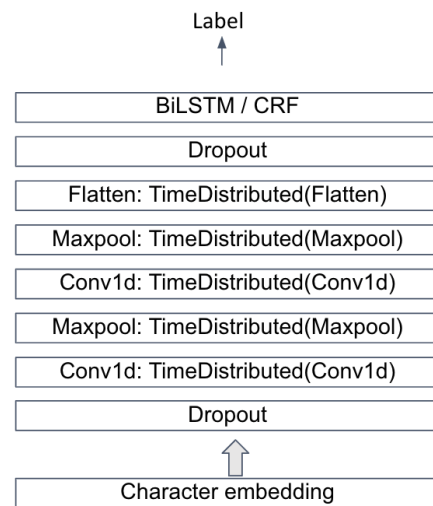 Label
BiLSTM / CRF
Dropout
Flatten: TimeDistributed(Flatten)
Maxpool: TimeDistributed(Maxpool)
Conv1d: TimeDistributed(Conv1d)
Maxpool: TimeDistributed(Maxpool)
Conv1d: TimeDistributed(Conv1d)
Dropout
Character embedding